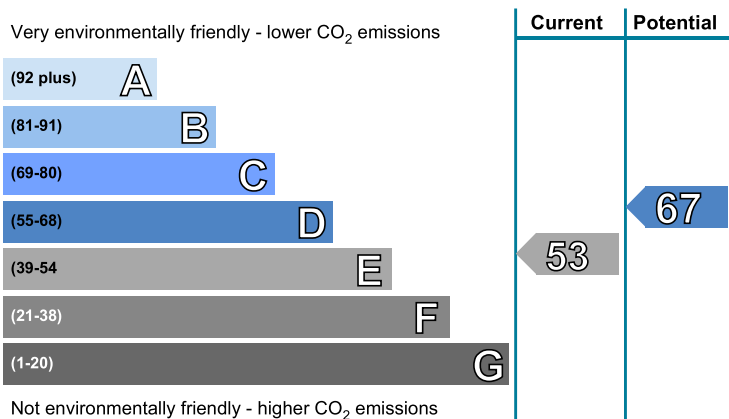 Current Potential
Very environmentally friendly - lower CO2 emissions
(92 plus) A
(81-91) B
(69-80) C
(55-68) D
67
(39-54 E
53
(21-38) F
(1-20) G
Not environmentally friendly - higher CO2 emissions